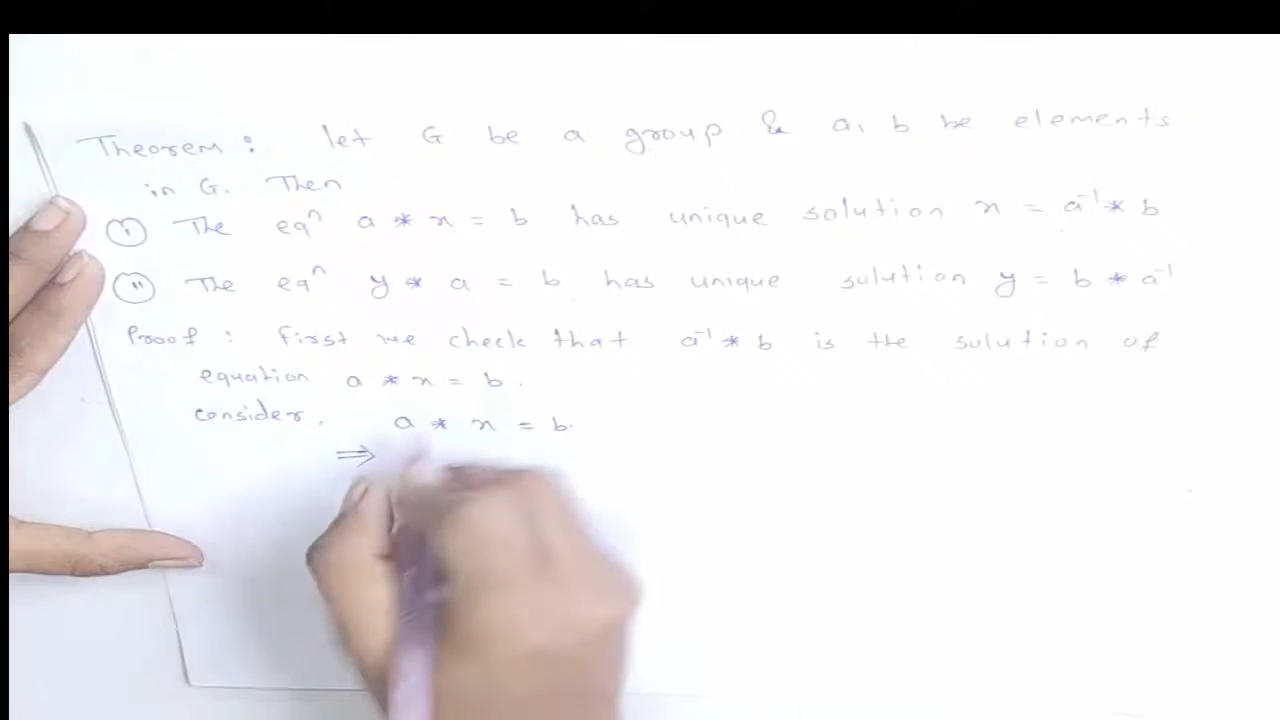 Theorem : let G be a group & a, b be elements
in G. Then
(i) The eqⁿ a * x = b has unique solution x = a⁻¹ * b
(ii) The eqⁿ y * a = b has unique solution y = b * a⁻¹
Proof : First we check that a⁻¹ * b is the solution of
equation a * x = b.
consider, a * x = b.
⇒